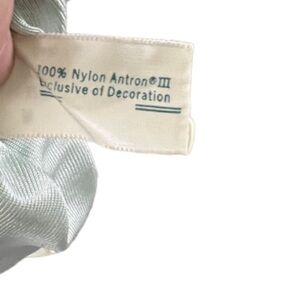 100% Nylon Antron®III
Exclusive of Decoration